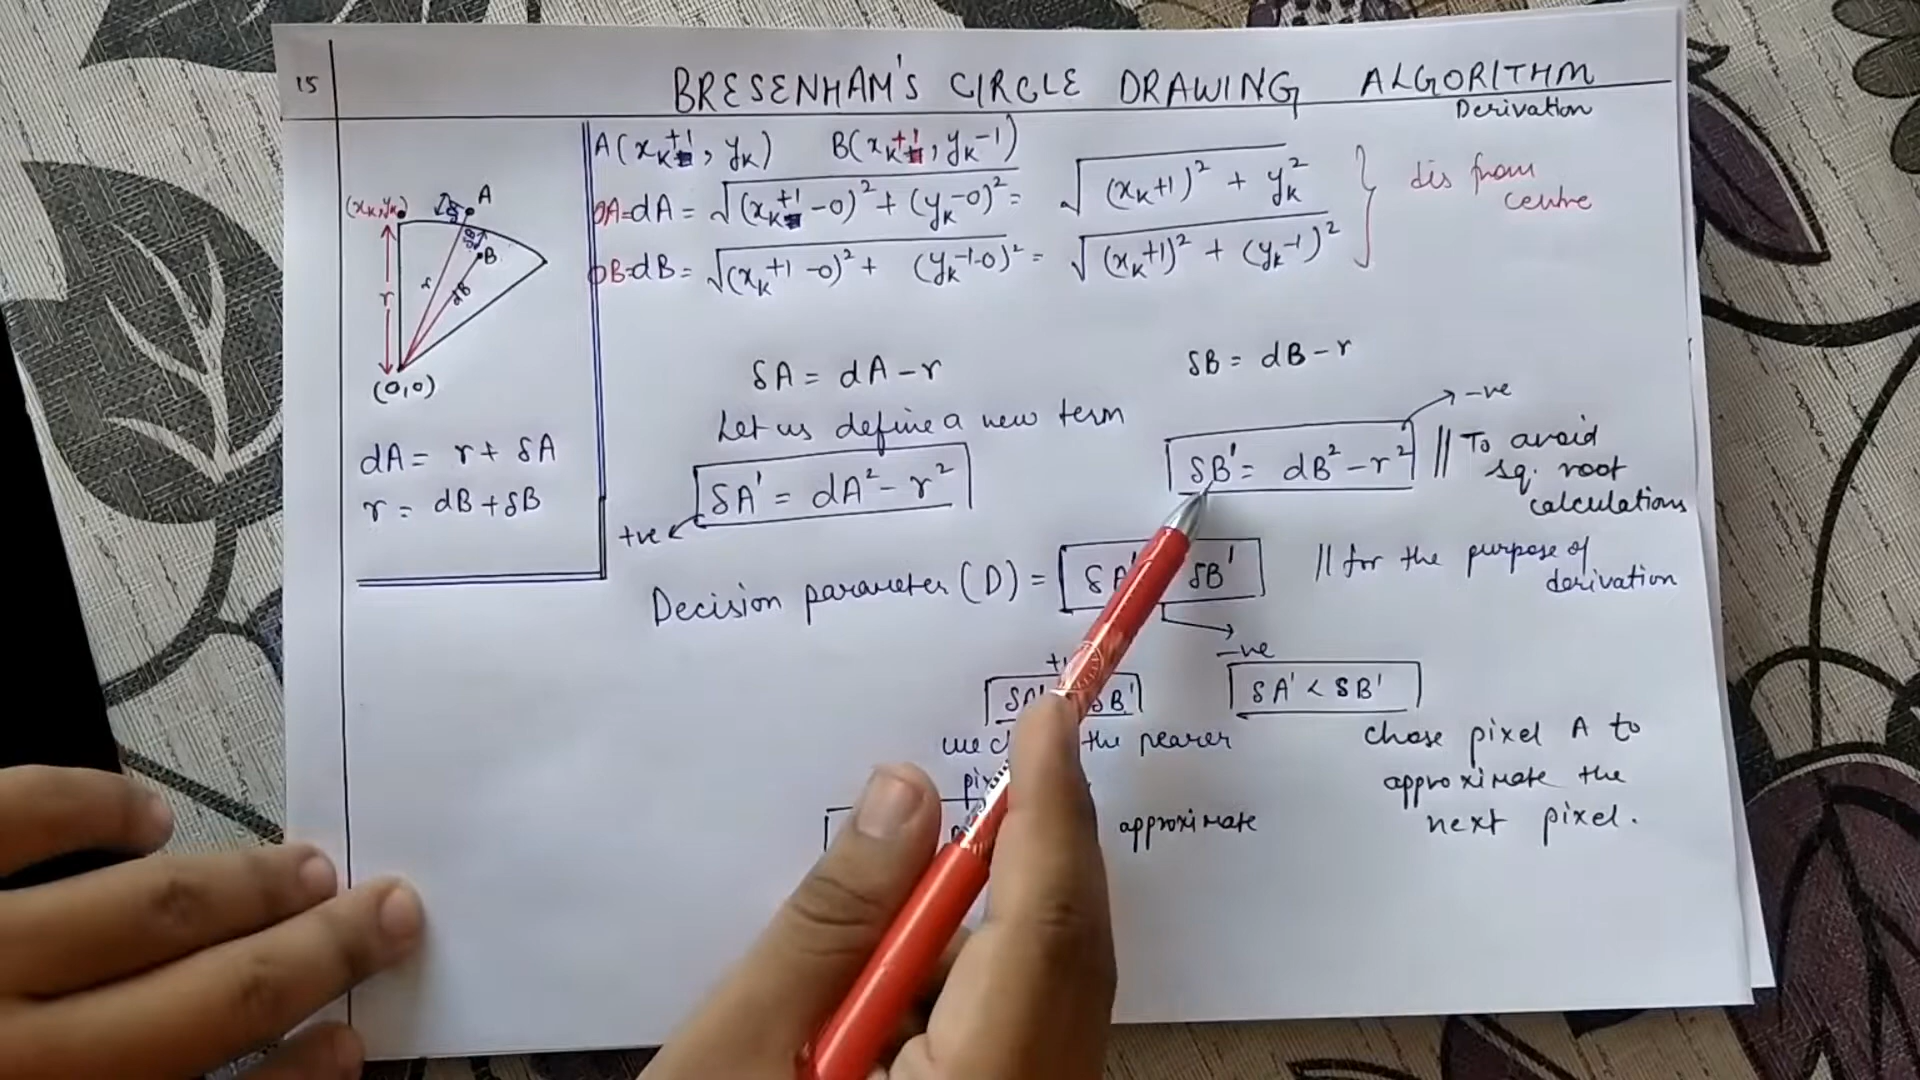 15
BRESENHAM'S CIRCLE DRAWING ALGORITHM
Derivation
A(xₖ+1, yₖ) B(xₖ+1, yₖ-1)
OA=dA = √(xₖ+1-0)² + (yₖ-0)² = √(xₖ+1)² + yₖ²
OB=dB = √(xₖ+1-0)² + (yₖ-1-0)² = √(xₖ+1)² + (yₖ-1)²
} dis from
centre
(xₖ,yₖ)
A
B
r
r
dB
(0,0)
dA = r + δA
r = dB + δB
δA = dA - r
δB = dB - r
Let us define a new term
δA' = dA² - r²
+ve
δB' = dB² - r²
-ve
// To avoid
sq. root
calculations
Decision parameter (D) = δA' δB' // for the purpose of
derivation
-ve
δB'
δA' < δB'
the nearer
approximate
chose pixel A to
approximate the
next pixel.